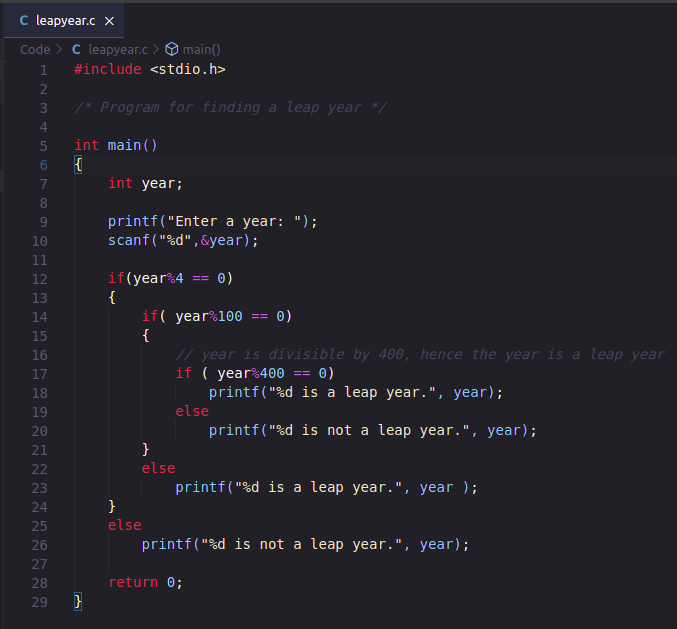 C leapyear.c ×
Code > C leapyear.c > main()
1 #include <stdio.h>
2
3 /* Program for finding a leap year */
4
5 int main()
6 {
7     int year;
8
9     printf("Enter a year: ");
10     scanf("%d",&year);
11
12     if(year%4 == 0)
13     {
14         if( year%100 == 0)
15         {
16             // year is divisible by 400, hence the year is a leap year
17             if ( year%400 == 0)
18                 printf("%d is a leap year.", year);
19             else
20                 printf("%d is not a leap year.", year);
21         }
22         else
23             printf("%d is a leap year.", year );
24     }
25     else
26         printf("%d is not a leap year.", year);
27
28     return 0;
29 }